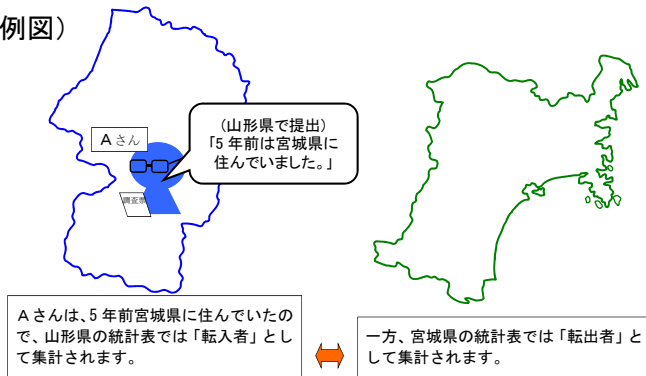 例図）
Ａさん
（山形県で提出）
「5 年前は宮城県に
住んでいました。」
調査票
Ａさんは、5 年前宮城県に住んでいたの
で、山形県の統計表では「転入者」とし
て集計されます。
一方、宮城県の統計表では「転出者」と
して集計されます。